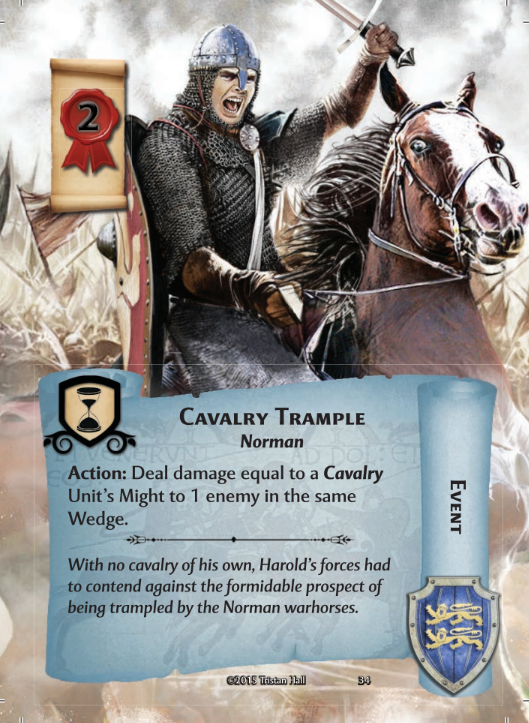 2
CAVALRY TRAMPLE
Norman
Action: Deal damage equal to a Cavalry
Unit's Might to 1 enemy in the same
Wedge.
With no cavalry of his own, Harold's forces had
to contend against the formidable prospect of
being trampled by the Norman warhorses.
EVENT
©2015 Tristan Hall
34